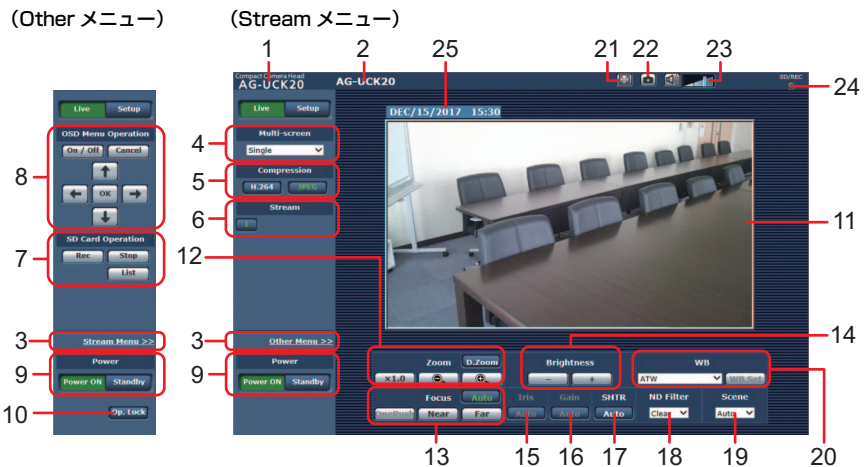 (Other メニュー)
(Stream メニュー)
1
2
25
21
22
23
24
Compact Camera Head
AG-UCK20
AG-UCK20
SD/REC
Live
Setup
OSD Menu Operation
On / Off
Cancel
OK
8
SD Card Operation
Rec
Stop
List
7
3
Stream Menu >>
Power
9
Power ON
Standby
10
Op. Lock
Live
Setup
Multi-screen
4
Single
Compression
5
H.264
JPEG
Stream
6
1
12
3
Other Menu >>
Power
9
Power ON
Standby
DEC/15/2017 15:30
11
14
Zoom
D.Zoom
×1.0
Brightness
-
+
WB
ATW
WB Set
Focus
Auto
OnePush
Near
Far
Iris
Auto
Gain
Auto
SHTR
Auto
ND Filter
Clear
Scene
Auto
13
15
16
17
18
19
20